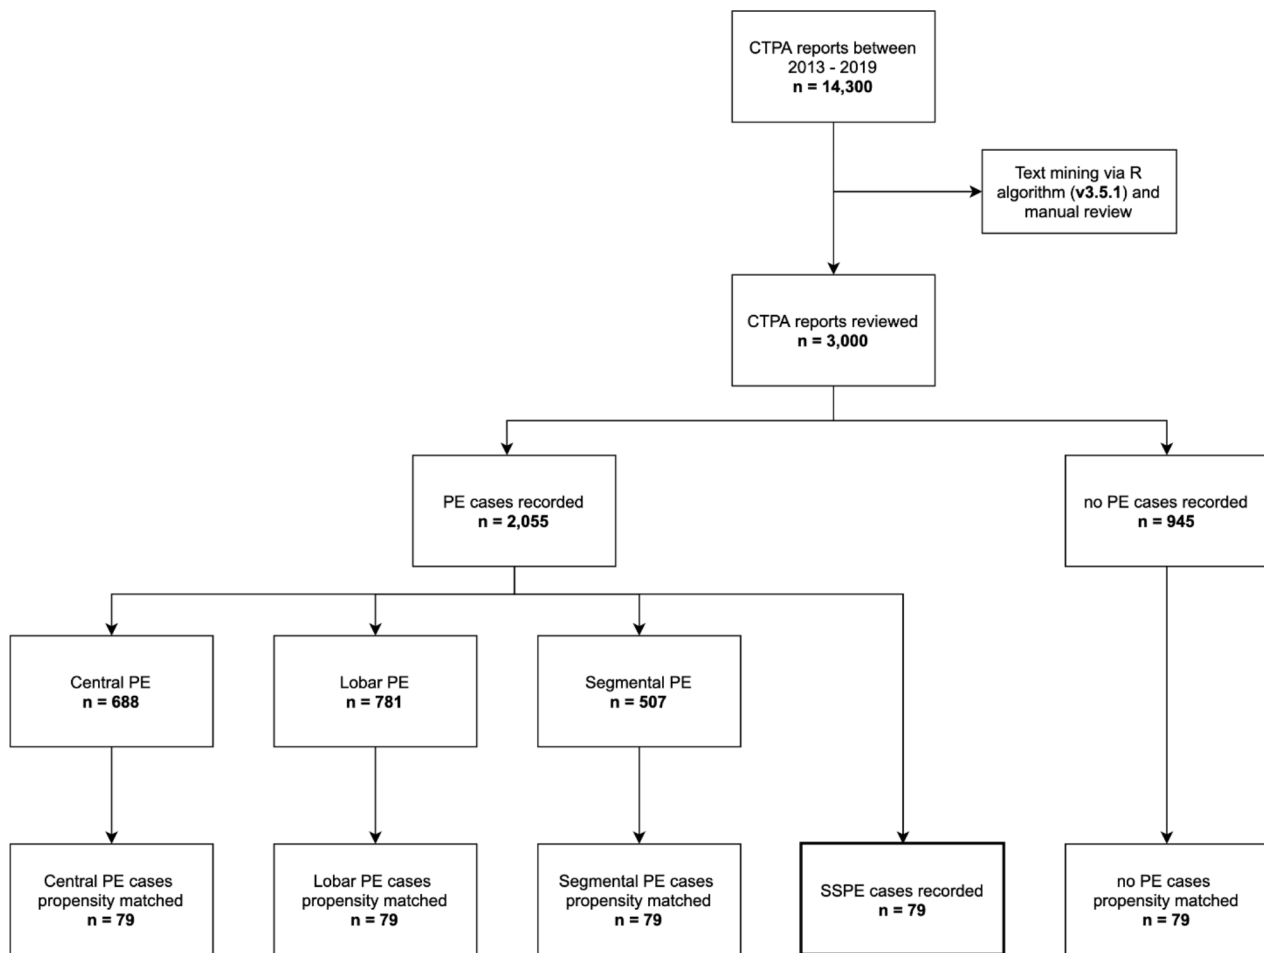 CTPA reports between
2013 - 2019
n = 14,300
Text mining via R
algorithm (v3.5.1) and
manual review
CTPA reports reviewed
n = 3,000
PE cases recorded
n = 2,055
no PE cases recorded
n = 945
Central PE
n = 688
Lobar PE
n = 781
Segmental PE
n = 507
Central PE cases
propensity matched
n = 79
Lobar PE cases
propensity matched
n = 79
Segmental PE cases
propensity matched
n = 79
SSPE cases recorded
n = 79
no PE cases
propensity matched
n = 79